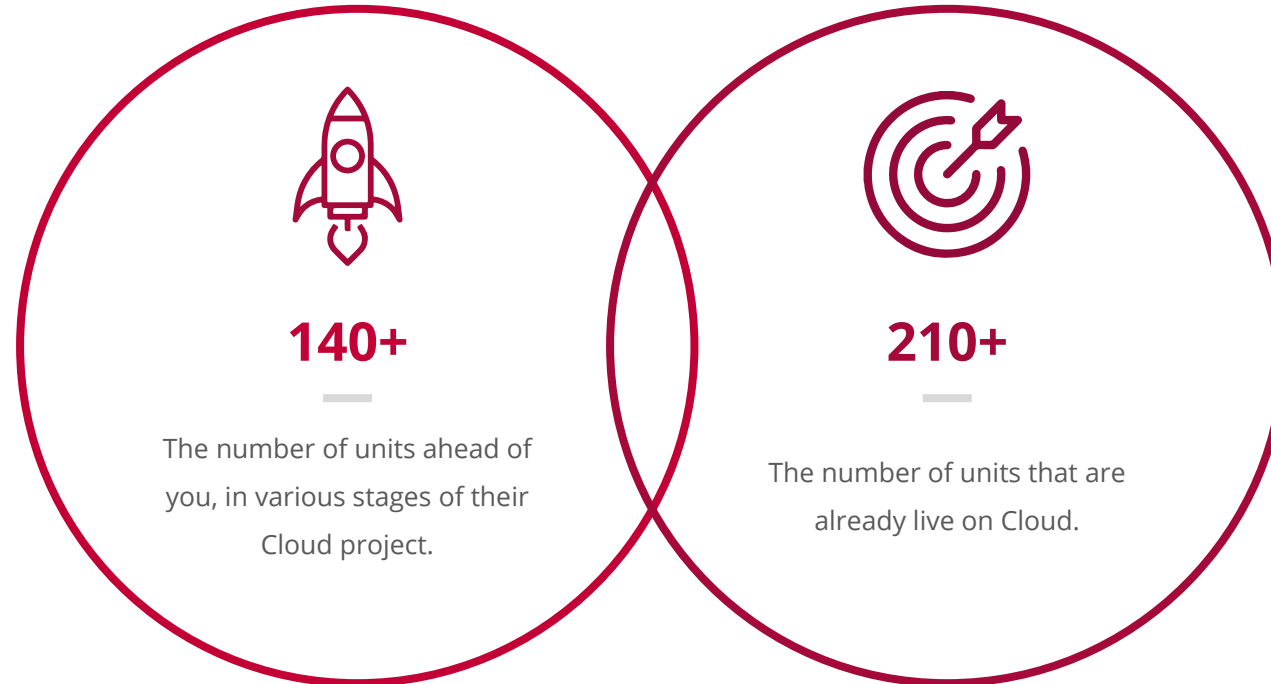 140+
The number of units ahead of
you, in various stages of their
Cloud project.
210+
The number of units that are
already live on Cloud.